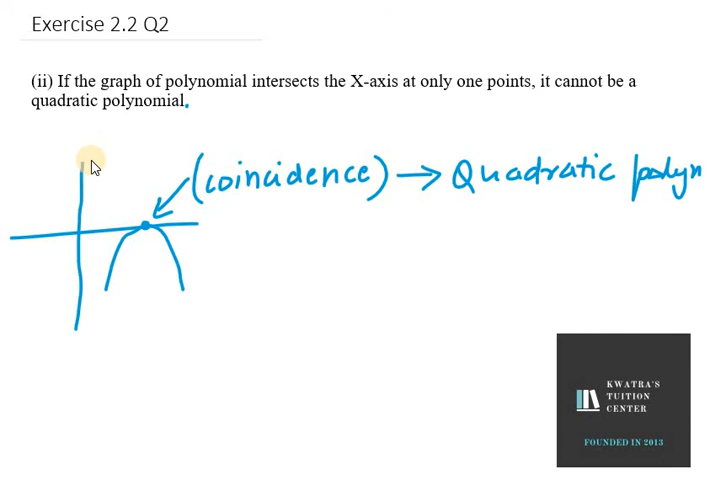 Exercise 2.2 Q2
(ii) If the graph of polynomial intersects the X-axis at only one points, it cannot be a
quadratic polynomial.
(coincidence) → Quadratic polyn
KWATRA'S
TUITION
CENTER
FOUNDED IN 2013